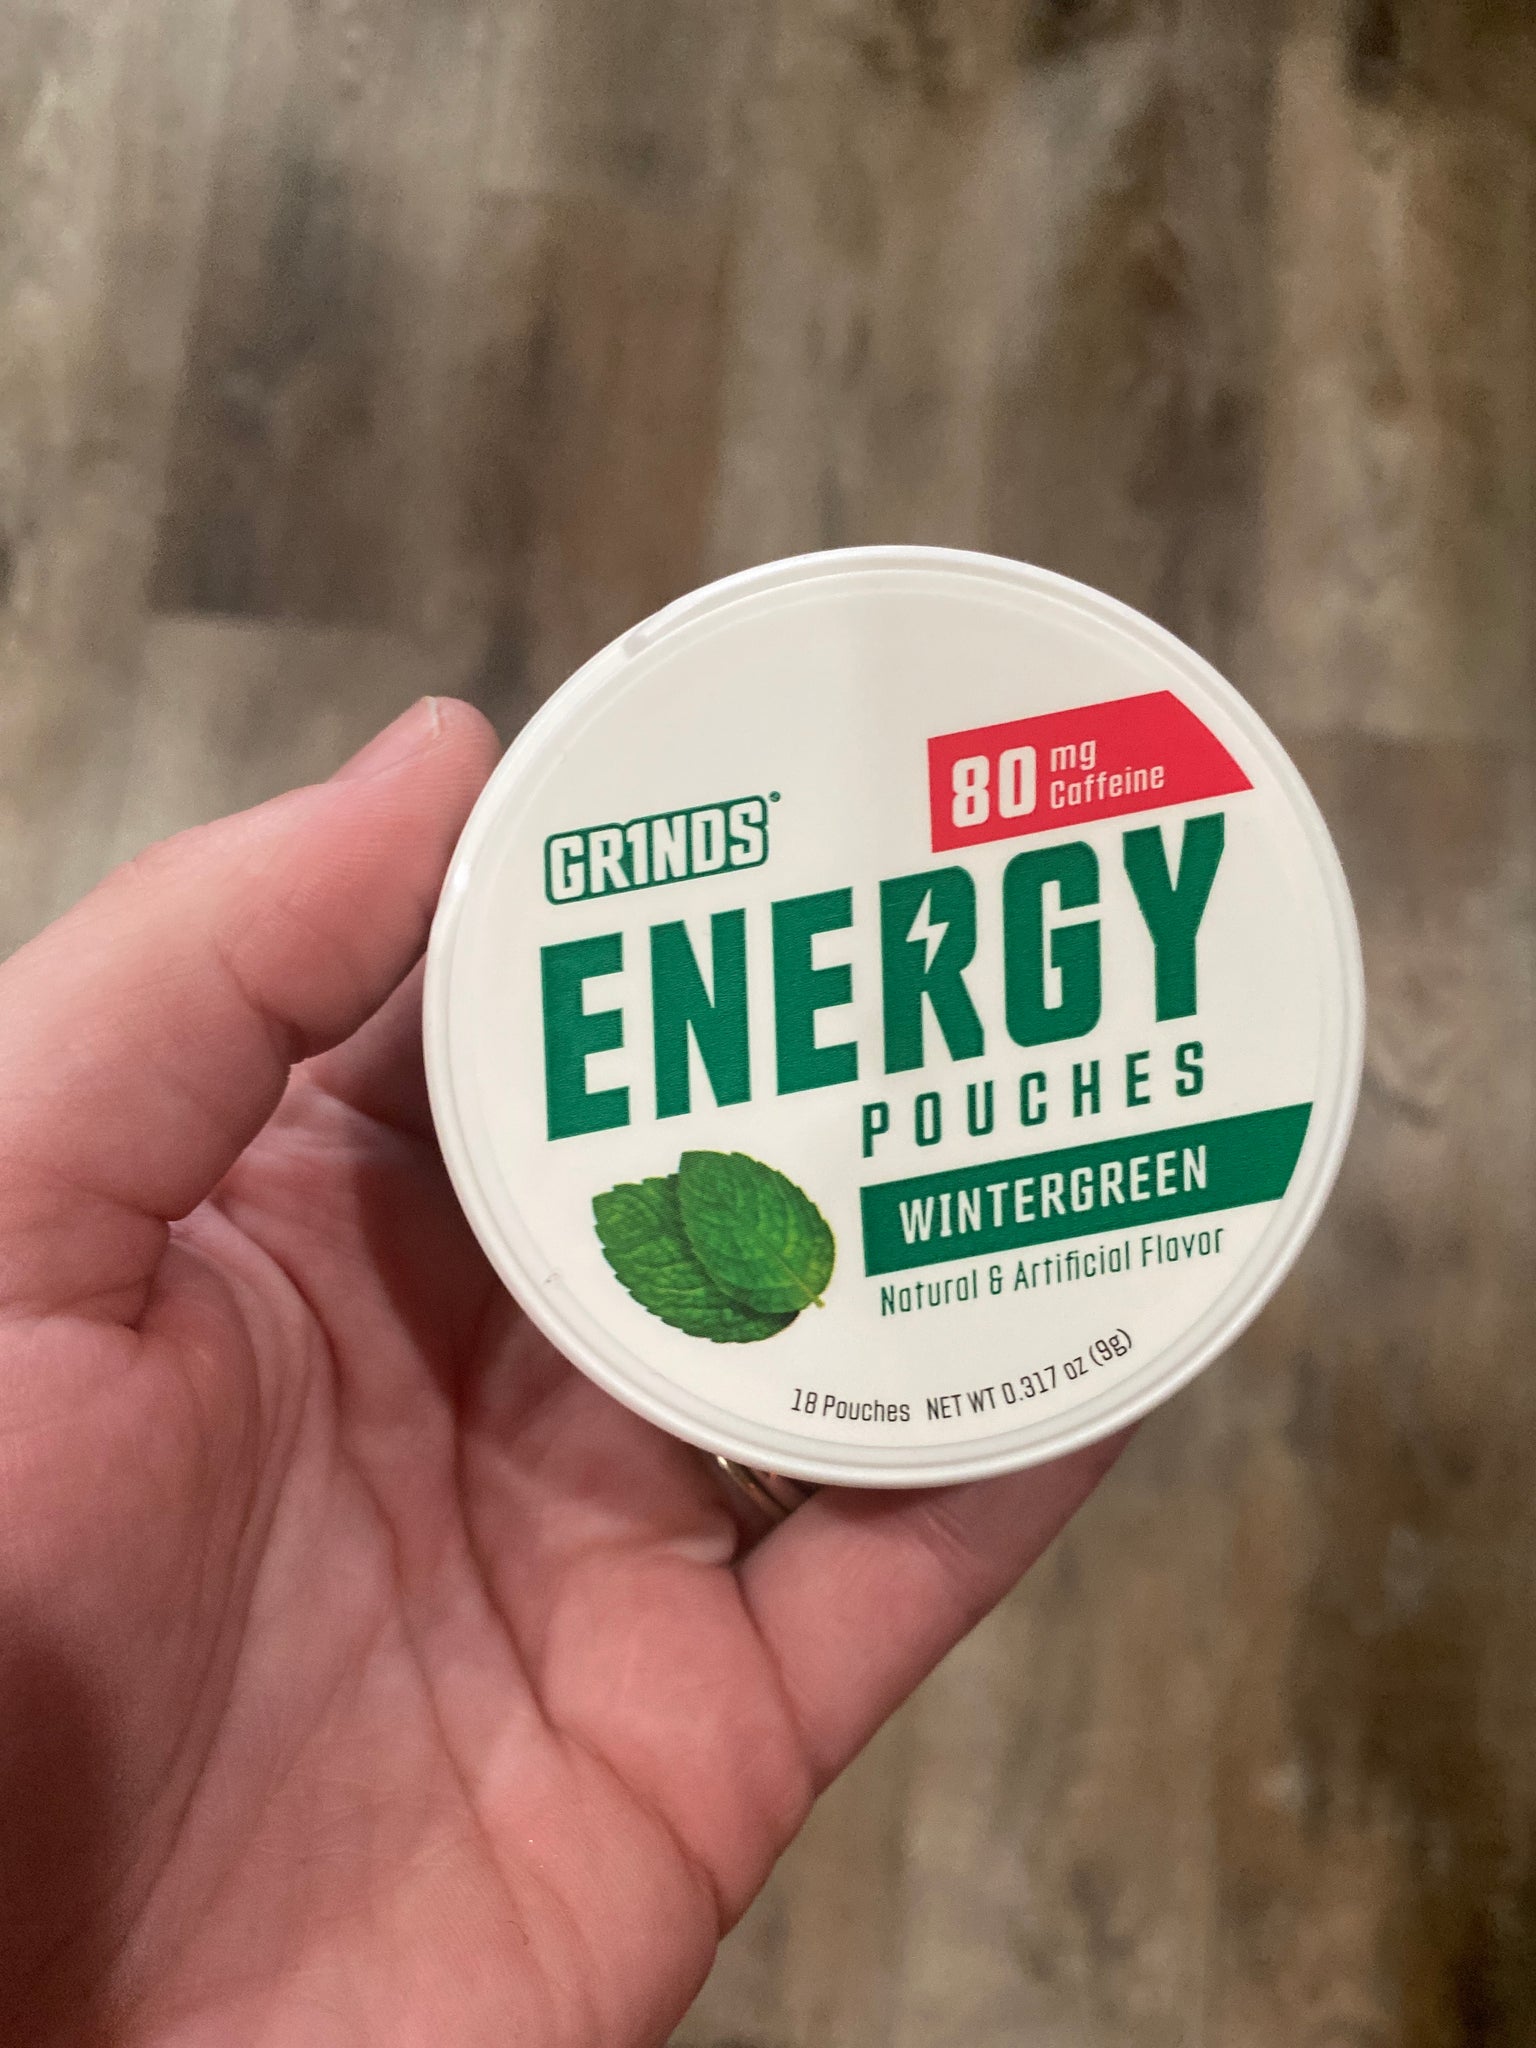 80 mg
Caffeine
GR1NDS®
ENERGY
POUCHES
WINTERGREEN
Natural & Artificial Flavor
18 Pouches NET WT 0.317 oz (9g)